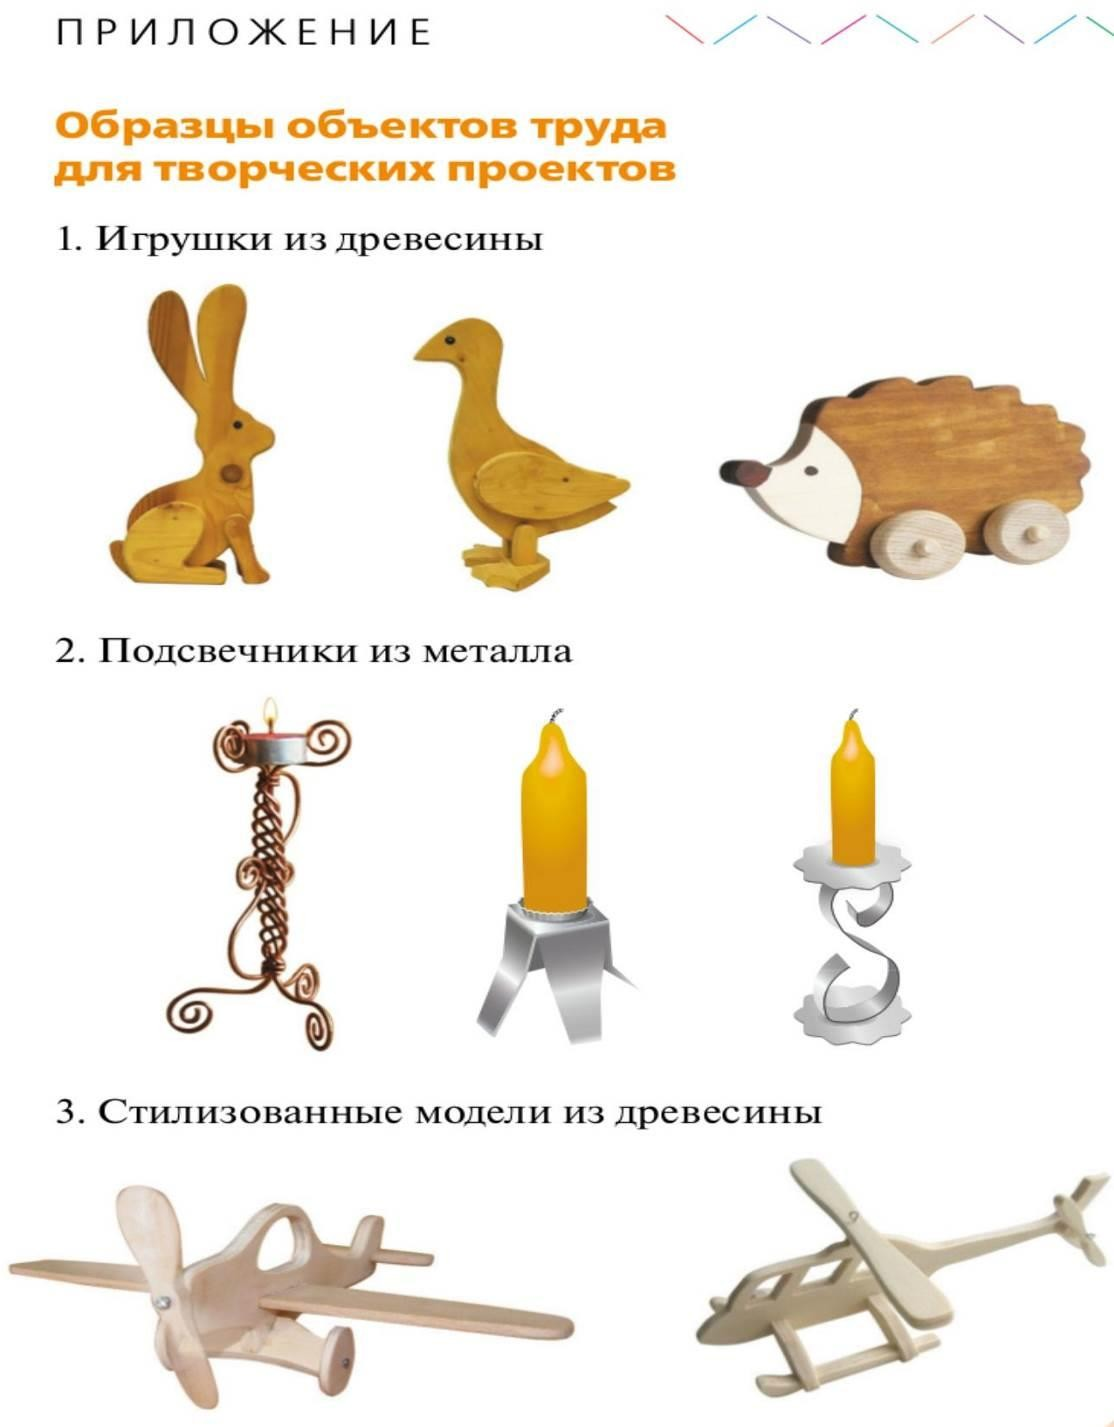 ПРИЛОЖЕНИЕ
Образцы объектов труда
для творческих проектов
1. Игрушки из древесины
2. Подсвечники из металла
3. Стилизованные модели из древесины